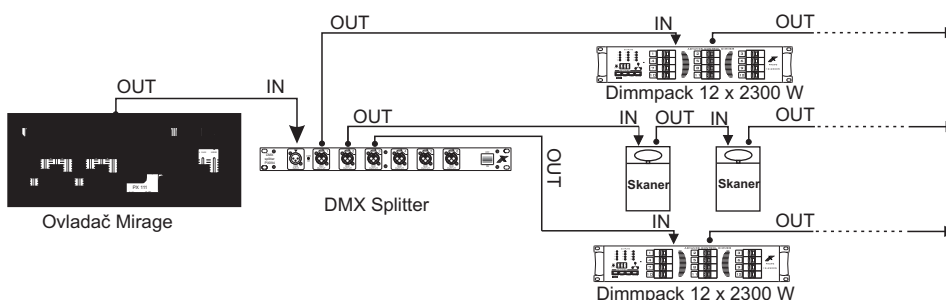 OUT
IN
OUT
Dimmpack 12 x 2300 W
OUT
IN
OUT
IN
OUT
IN
OUT
OUT
Skaner
Skaner
PX 111
DMX Splitter
Ovladač Mirage
IN
OUT
Dimmpack 12 x 2300 W